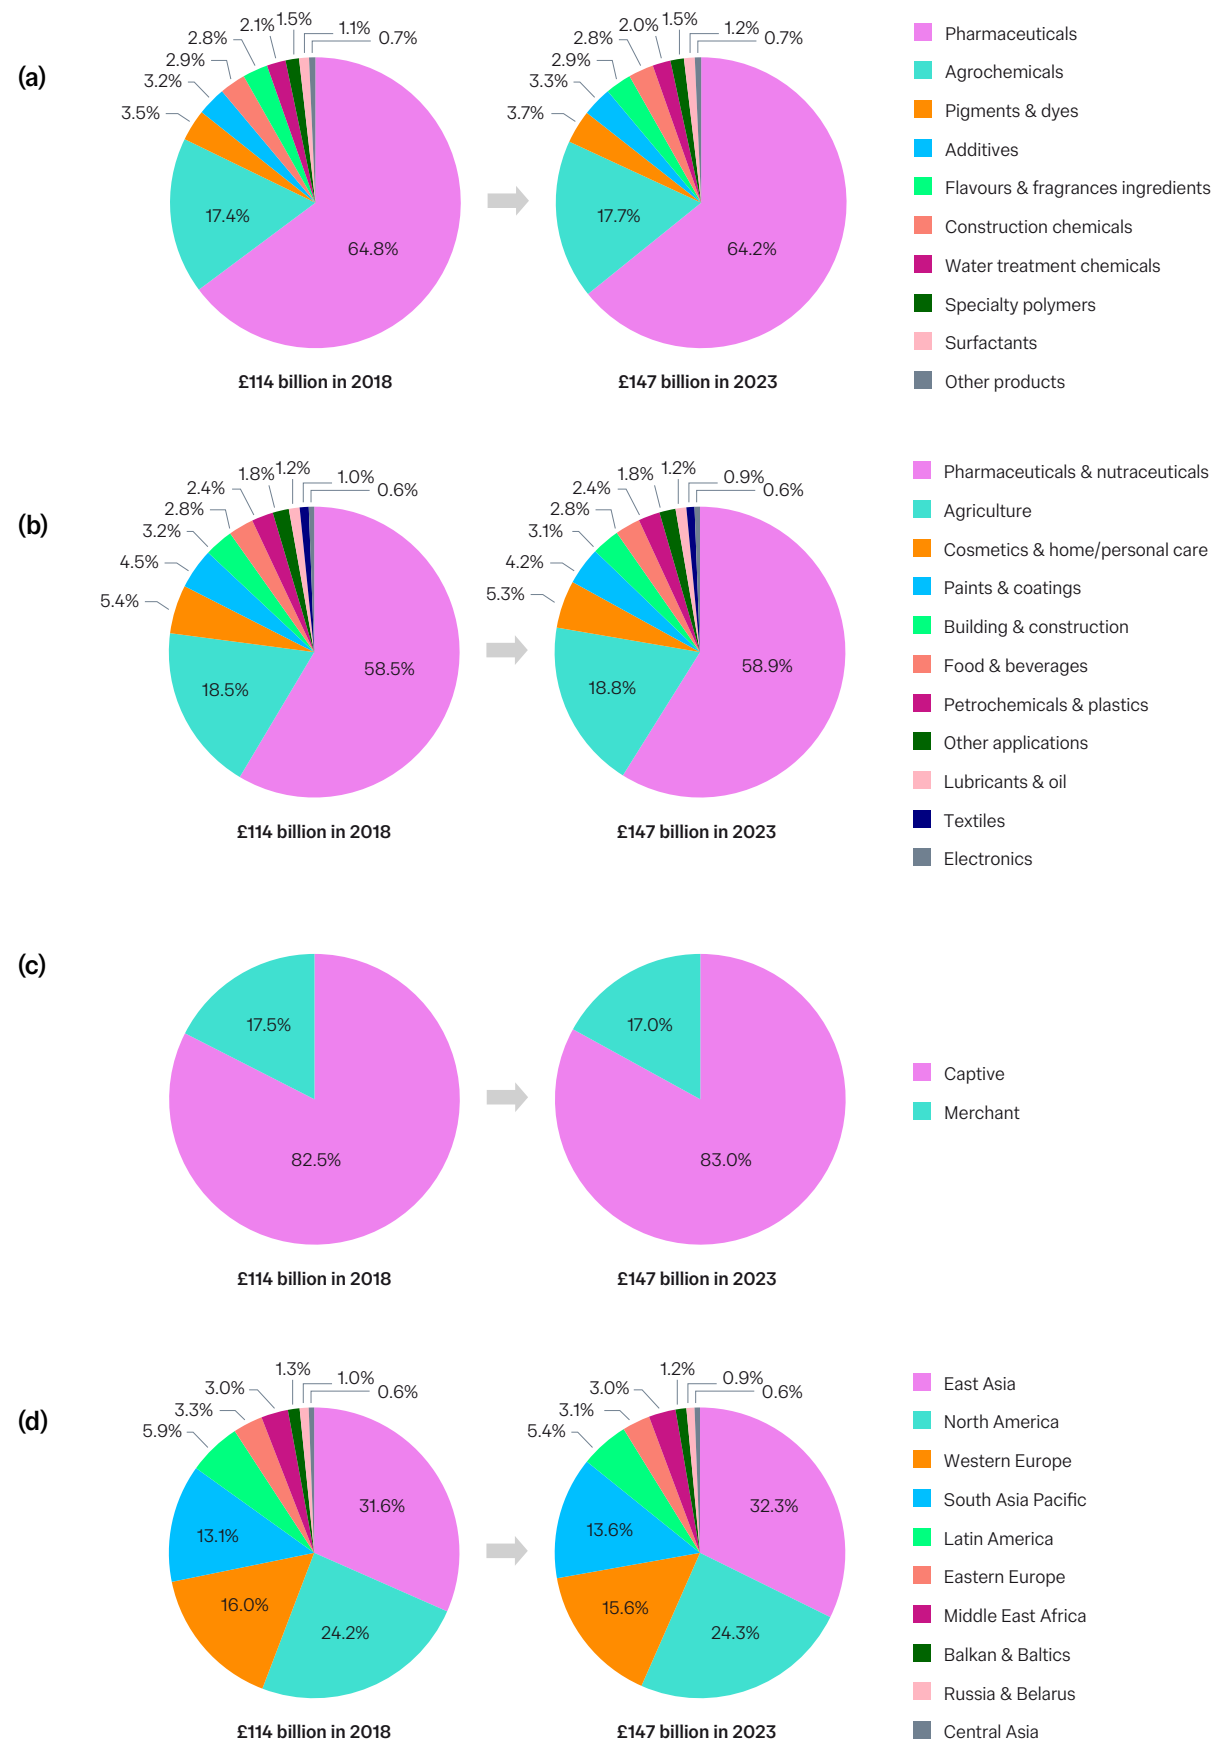 (a)
2.1%
1.5%
1.1%
0.7%
2.8%
2.9%
3.2%
3.5%
17.4%
64.8%
£114 billion in 2018
2.0%
1.5%
1.2%
0.7%
2.8%
2.9%
3.3%
3.7%
17.7%
64.2%
£147 billion in 2023
Pharmaceuticals
Agrochemicals
Pigments & dyes
Additives
Flavours & fragrances ingredients
Construction chemicals
Water treatment chemicals
Specialty polymers
Surfactants
Other products
(b)
1.8%
1.2%
1.0%
0.6%
2.4%
2.8%
3.2%
4.5%
5.4%
18.5%
58.5%
£114 billion in 2018
1.8%
1.2%
0.9%
0.6%
2.4%
2.8%
3.1%
4.2%
5.3%
18.8%
58.9%
£147 billion in 2023
Pharmaceuticals & nutraceuticals
Agriculture
Cosmetics & home/personal care
Paints & coatings
Building & construction
Food & beverages
Petrochemicals & plastics
Other applications
Lubricants & oil
Textiles
Electronics
(c)
17.5%
82.5%
£114 billion in 2018
17.0%
83.0%
£147 billion in 2023
Captive
Merchant
(d)
1.3%
1.0%
0.6%
3.0%
3.3%
5.9%
31.6%
13.1%
16.0%
24.2%
£114 billion in 2018
1.2%
0.9%
0.6%
3.0%
3.1%
5.4%
32.3%
13.6%
15.6%
24.3%
£147 billion in 2023
East Asia
North America
Western Europe
South Asia Pacific
Latin America
Eastern Europe
Middle East Africa
Balkan & Baltics
Russia & Belarus
Central Asia